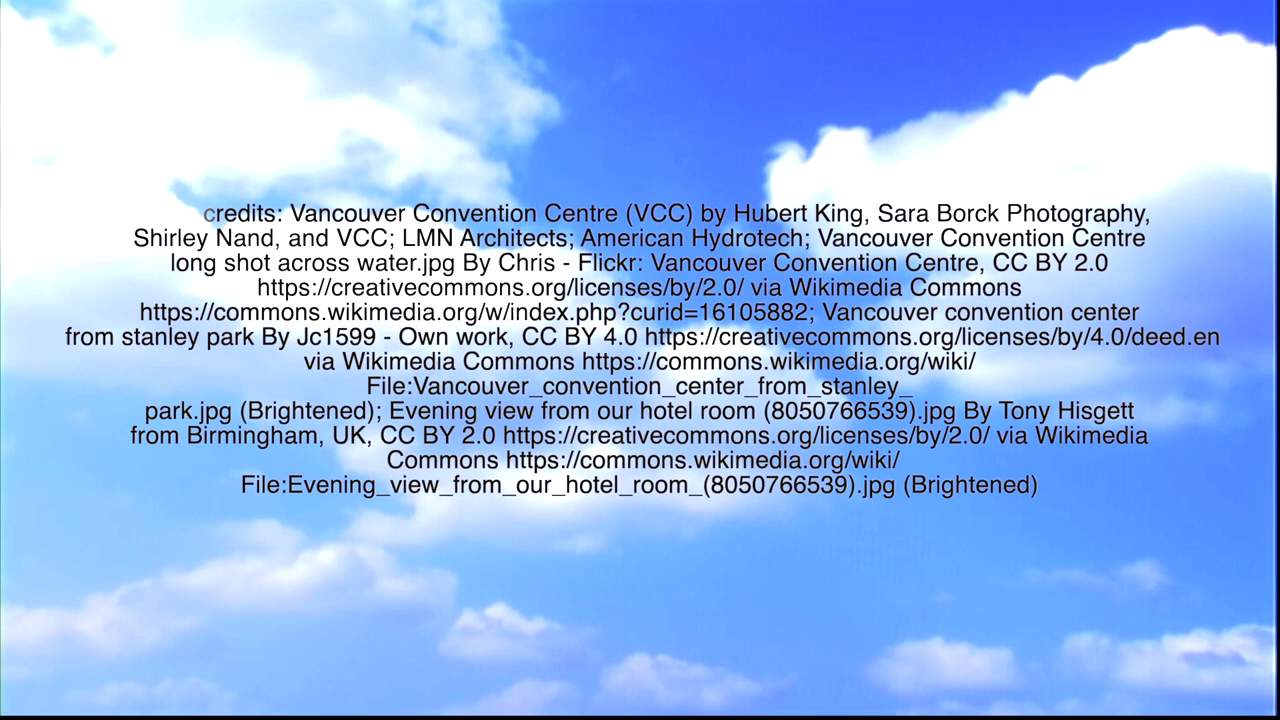 credits: Vancouver Convention Centre (VCC) by Hubert King, Sara Borck Photography,
Shirley Nand, and VCC; LMN Architects; American Hydrotech; Vancouver Convention Centre
long shot across water.jpg By Chris - Flickr: Vancouver Convention Centre, CC BY 2.0
https://creativecommons.org/licenses/by/2.0/ via Wikimedia Commons
https://commons.wikimedia.org/w/index.php?curid=16105882; Vancouver convention center
from stanley park By Jc1599 - Own work, CC BY 4.0 https://creativecommons.org/licenses/by/4.0/deed.en
via Wikimedia Commons https://commons.wikimedia.org/wiki/
File:Vancouver_convention_center_from_stanley_
park.jpg (Brightened); Evening view from our hotel room (8050766539).jpg By Tony Hisgett
from Birmingham, UK, CC BY 2.0 https://creativecommons.org/licenses/by/2.0/ via Wikimedia
Commons https://commons.wikimedia.org/wiki/
File:Evening_view_from_our_hotel_room_(8050766539).jpg (Brightened)